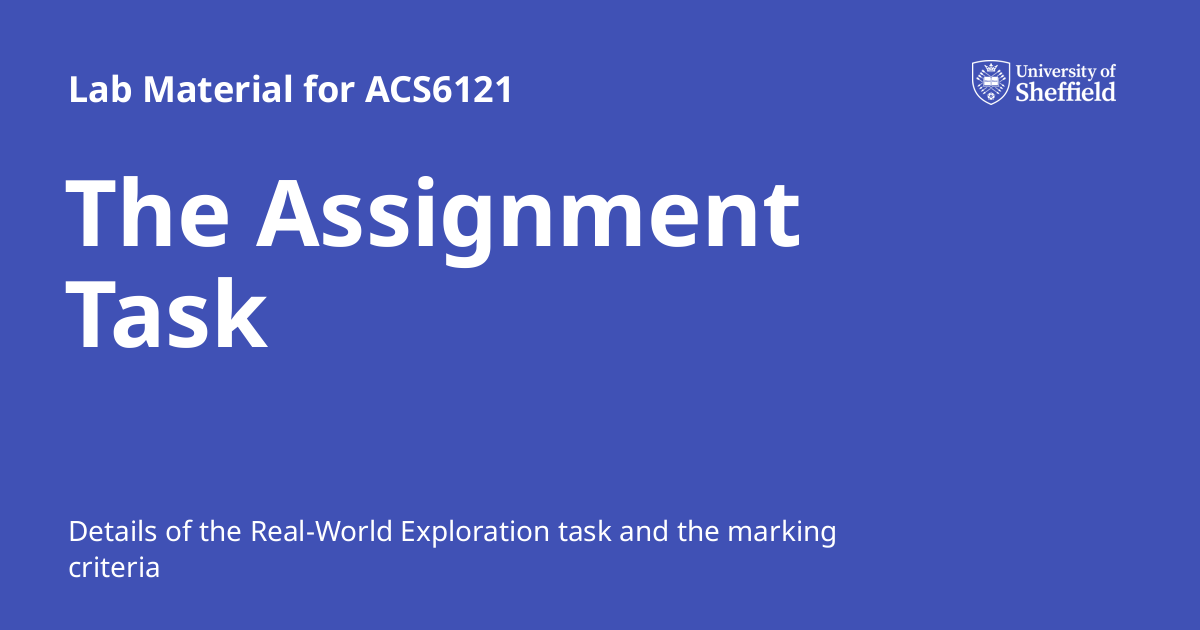 Lab Material for ACS6121
University of
Sheffield
The Assignment
Task
Details of the Real-World Exploration task and the marking
criteria